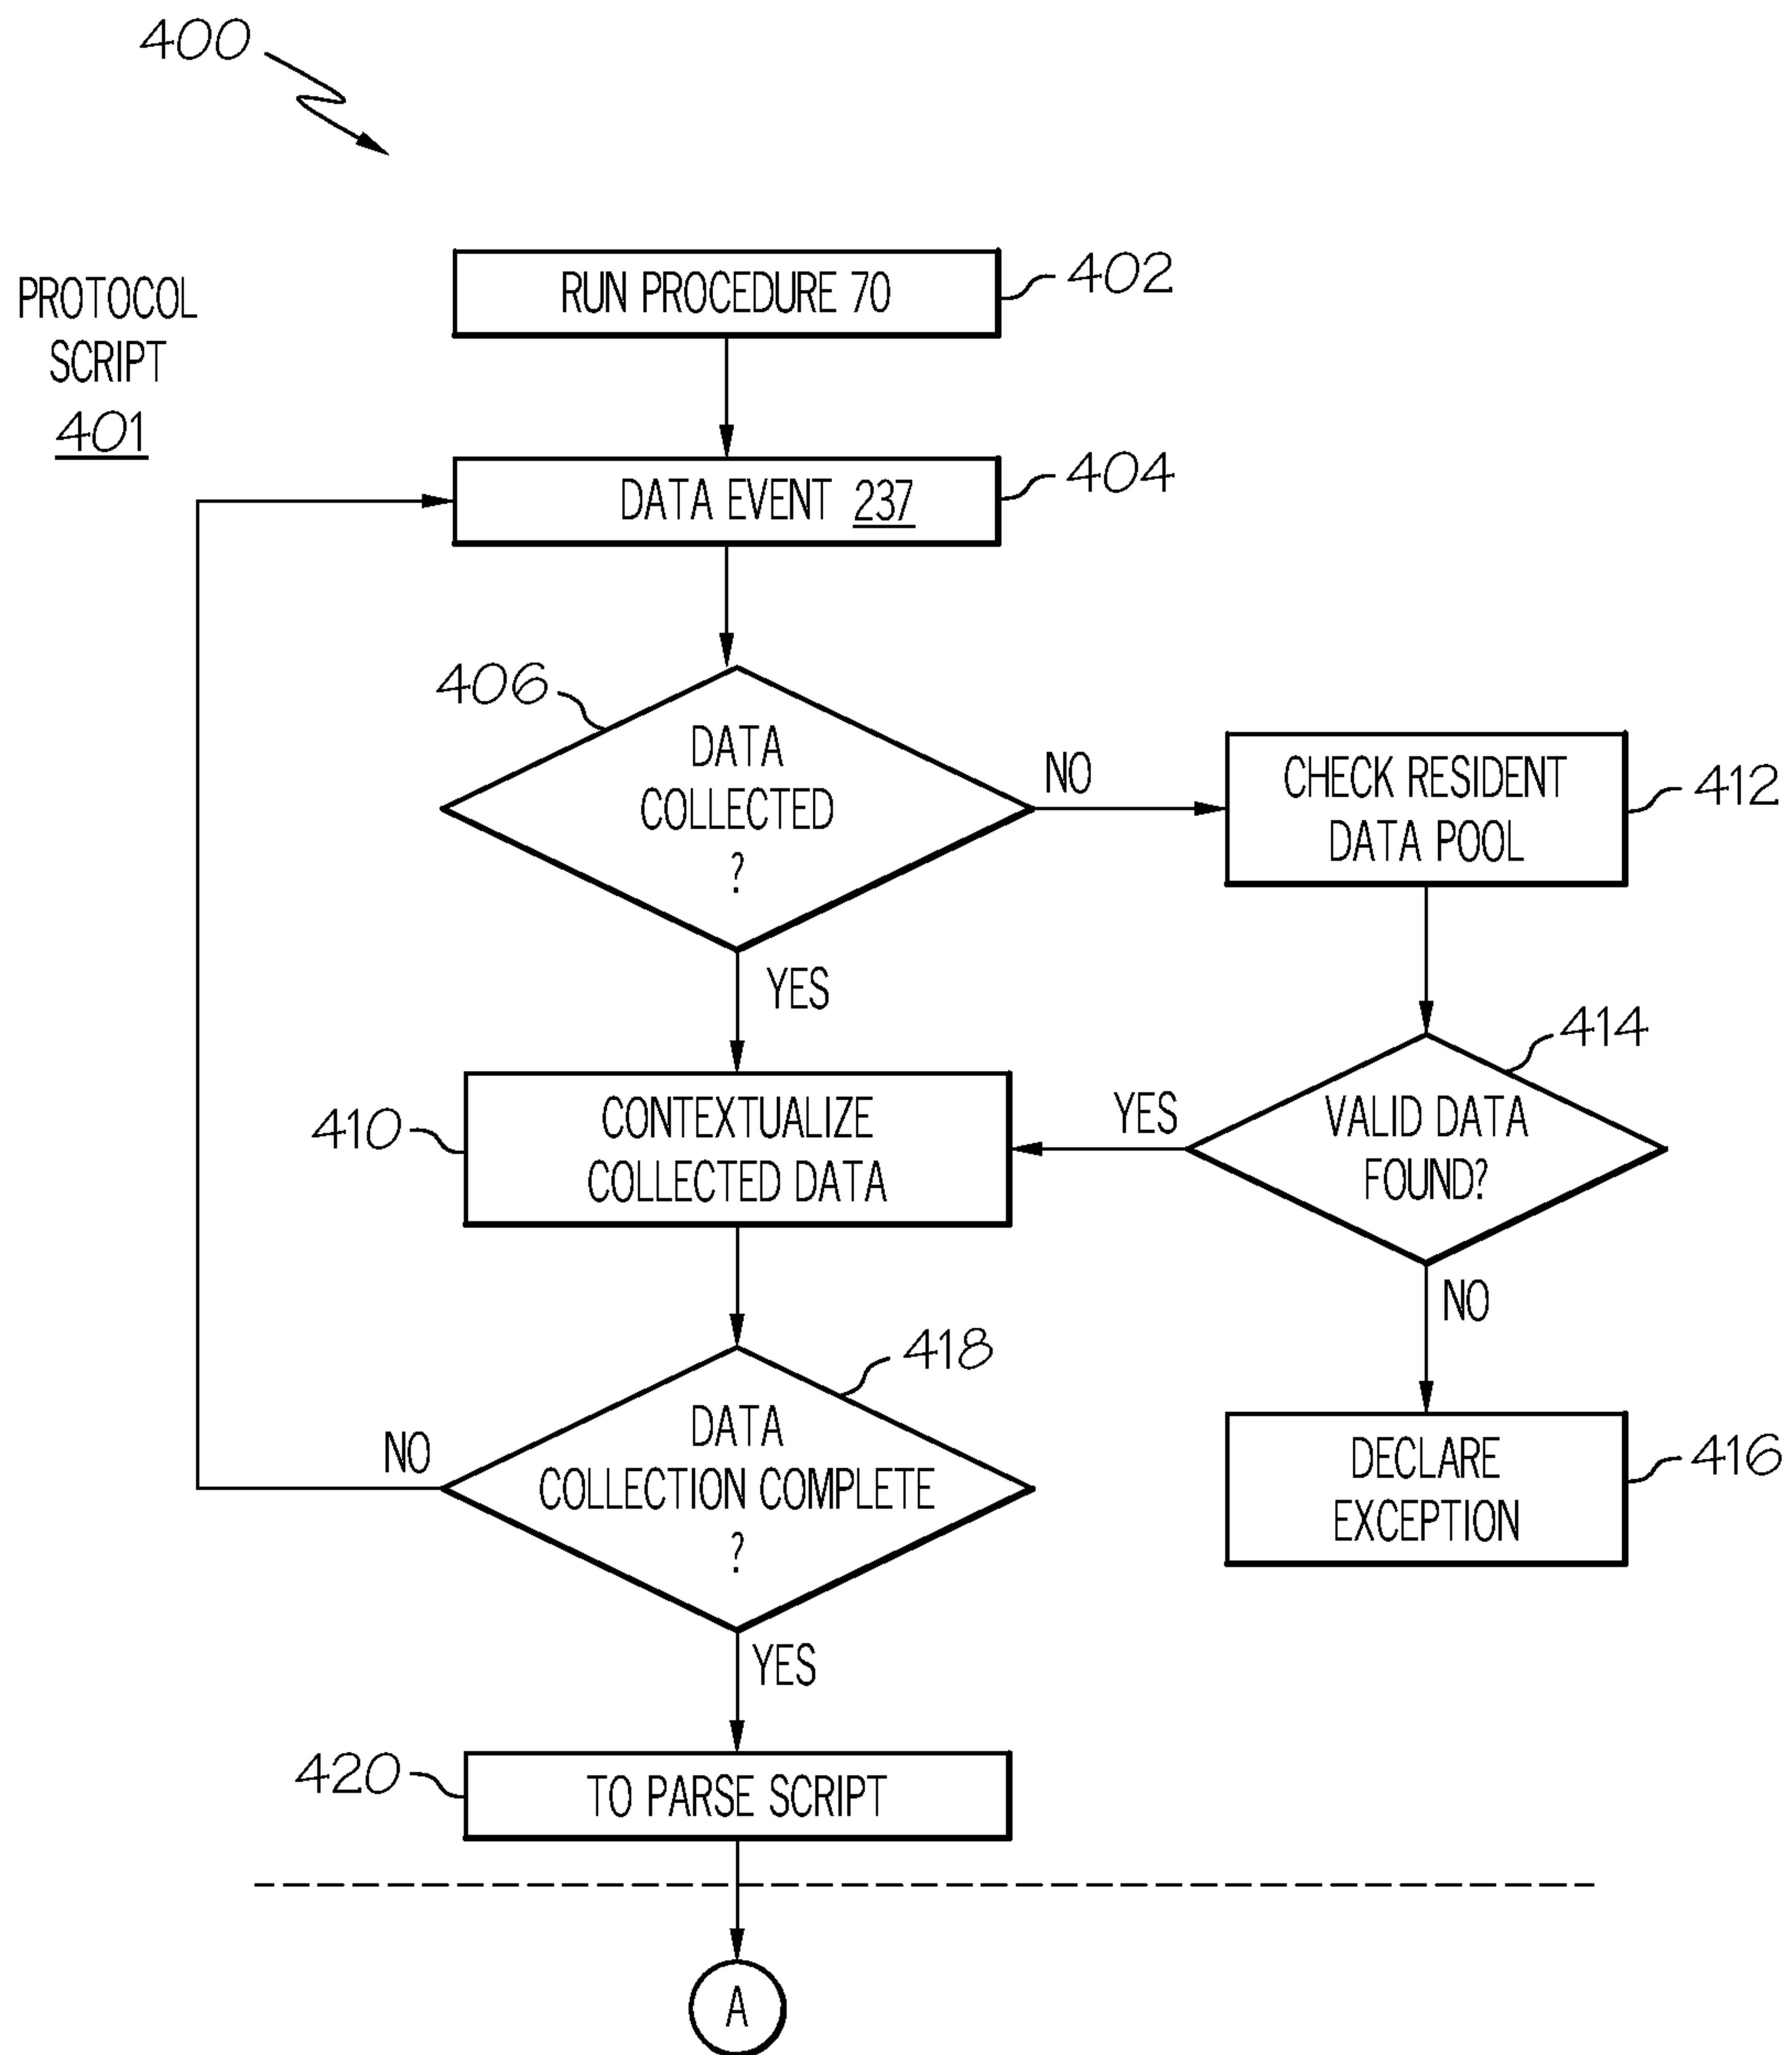 400
PROTOCOL
SCRIPT
401
RUN PROCEDURE 70
402
DATA EVENT 237
404
406
DATA
COLLECTED
?
NO
YES
CHECK RESIDENT
DATA POOL
412
414
VALID DATA
FOUND?
YES
NO
410
CONTEXTUALIZE
COLLECTED DATA
418
DATA
COLLECTION COMPLETE
?
NO
YES
DECLARE
EXCEPTION
416
420
TO PARSE SCRIPT
A